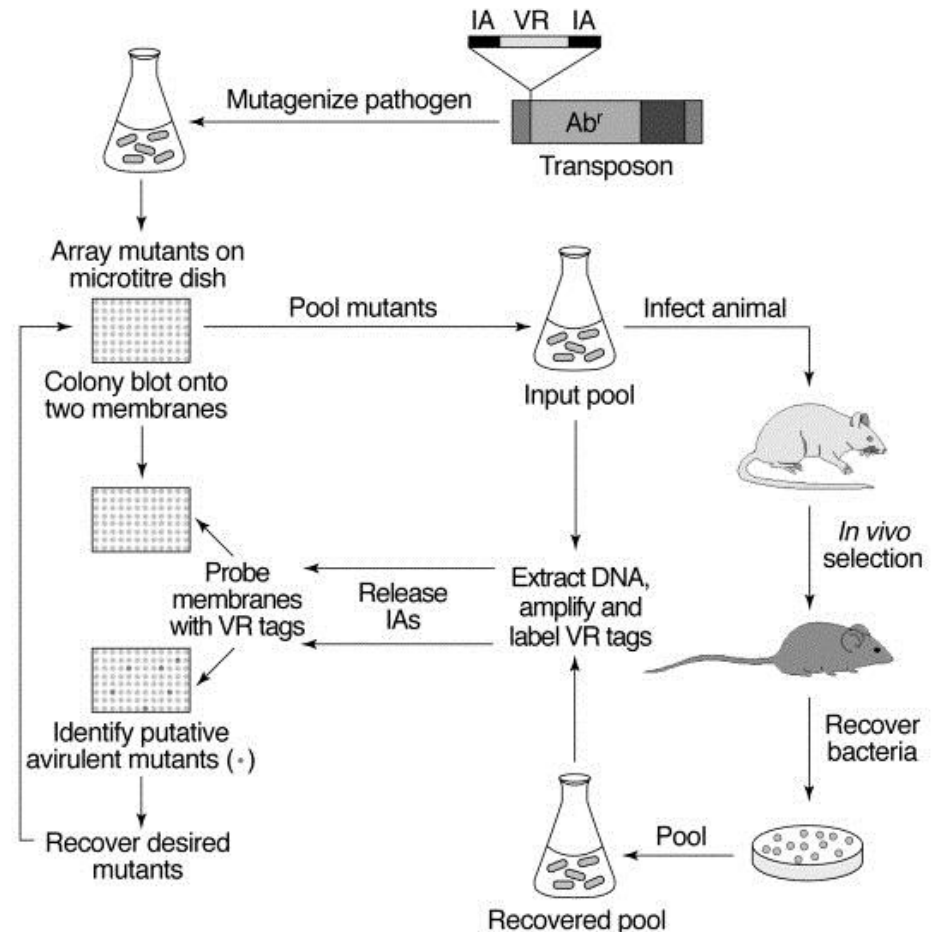 IA VR IA
Mutagenize pathogen
Abʳ
Transposon
Array mutants on
microtitre dish
Pool mutants
Infect animal
Colony blot onto
two membranes
Input pool
In vivo
selection
Probe
membranes
with VR tags
Release
IAs
Extract DNA,
amplify and
label VR tags
Identify putative
avirulent mutants (•)
Recover
bacteria
Recover desired
mutants
Pool
Recovered pool